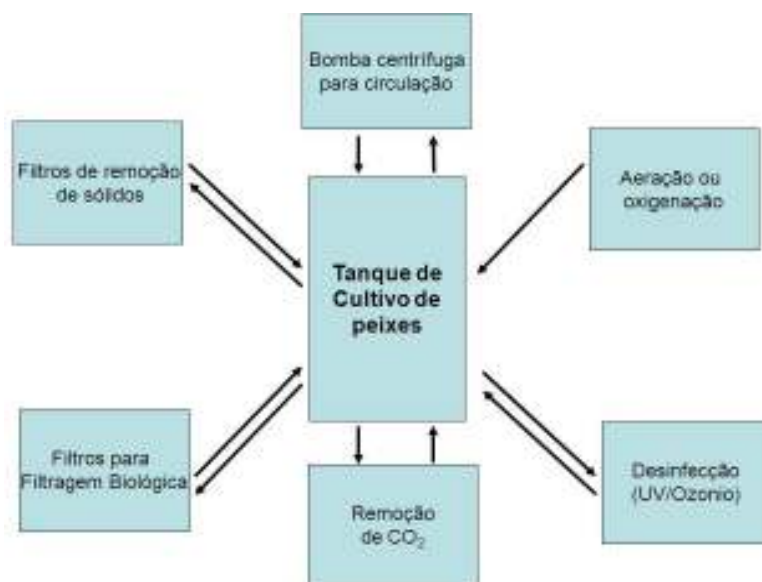 Bomba centrífuga
para circulação
Filtros de remoção
de sólidos
Aeração ou
oxigenação
Tanque de
Cultivo de
peixes
Filtros para
Filtragem Biológica
Remoção
de CO₂
Desinfecção
(UV/Ozonio)